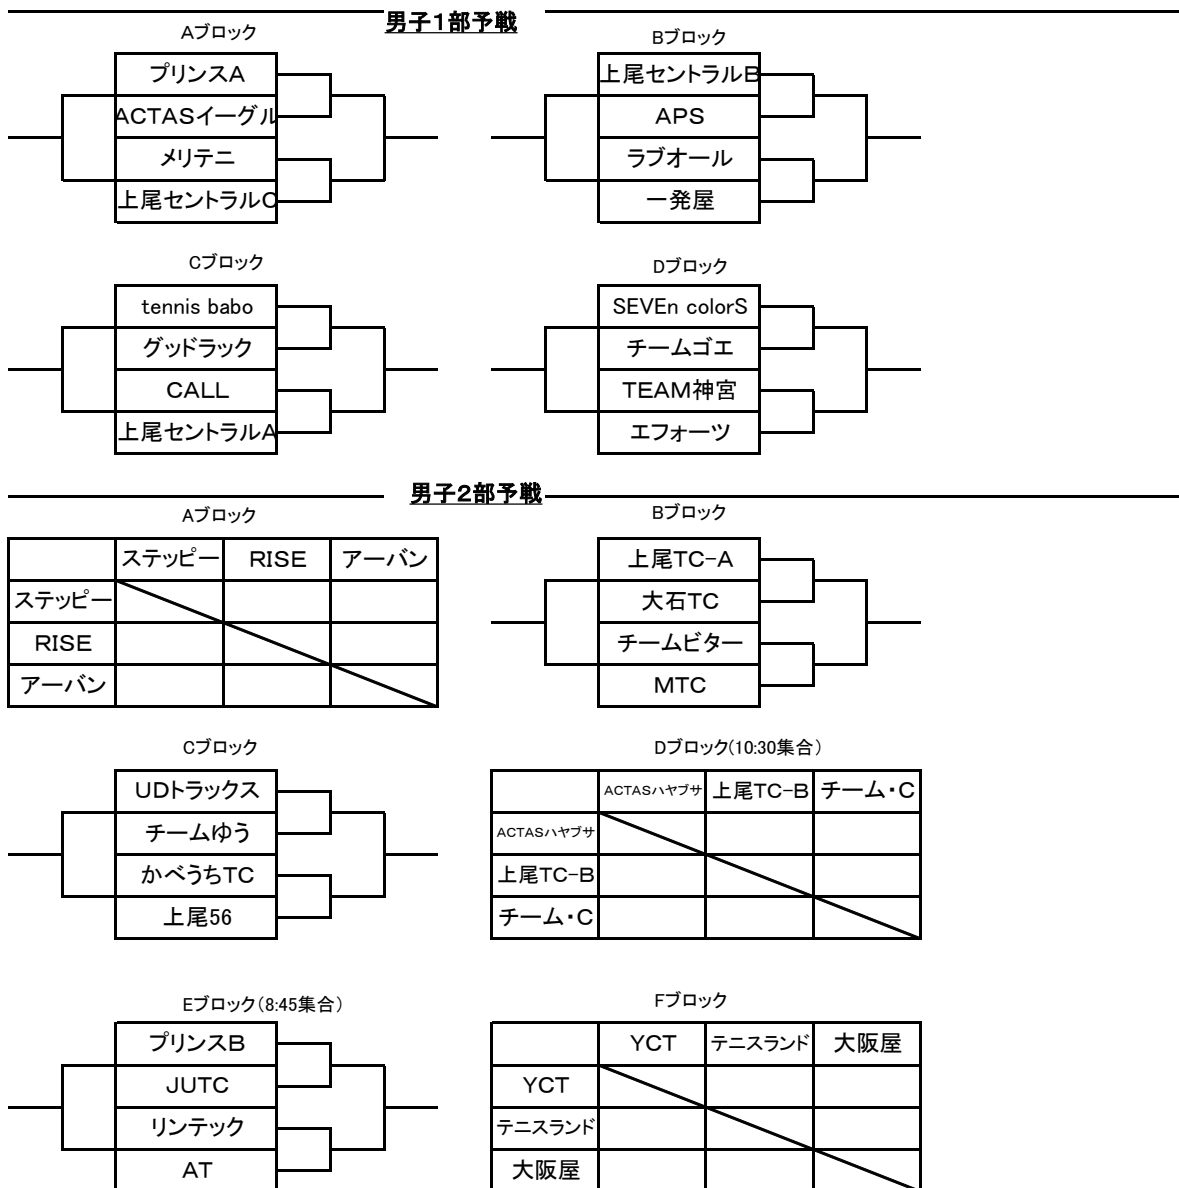 男子1部予戦
Aブロック
プリンスA
ACTASイーグル
メリテニ
上尾セントラルC
Bブロック
上尾セントラルB
APS
ラブオール
一発屋
Cブロック
tennis babo
グッドラック
CALL
上尾セントラルA
Dブロック
SEVEn colorS
チームゴエ
TEAM神宮
エフォーツ
男子2部予戦
Aブロック
ステッピー RISE アーバン
ステッピー
RISE
アーバン
Bブロック
上尾TC-A
大石TC
チームビター
MTC
Cブロック
UDトラックス
チームゆう
かべうちTC
上尾56
Dブロック(10:30集合)
ACTASハヤブサ 上尾TC-B チーム・C
ACTASハヤブサ
上尾TC-B
チーム・C
Eブロック(8:45集合)
プリンスB
JUTC
リンテック
AT
Fブロック
YCT テニスランド 大阪屋
YCT
テニスランド
大阪屋